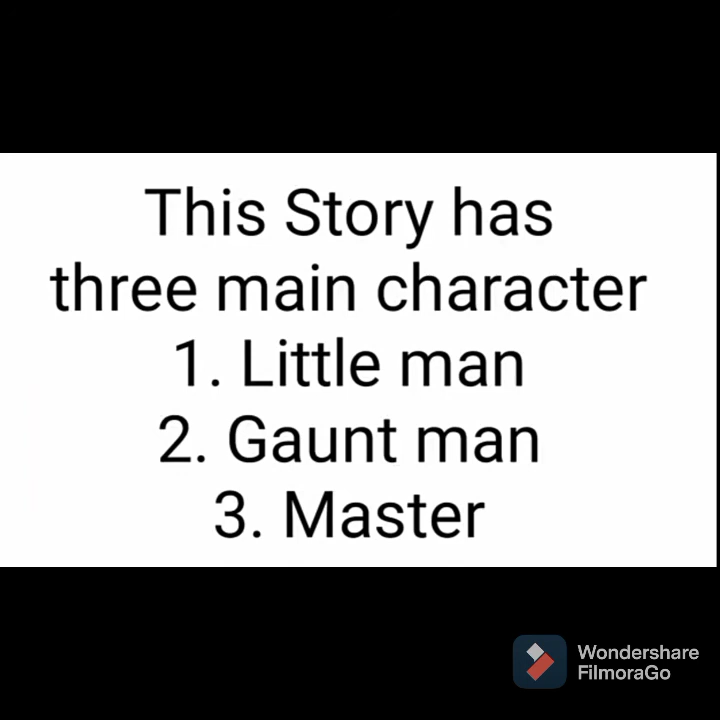 This Story has
three main character
1. Little man
2. Gaunt man
3. Master
Wondershare
FilmoraGo